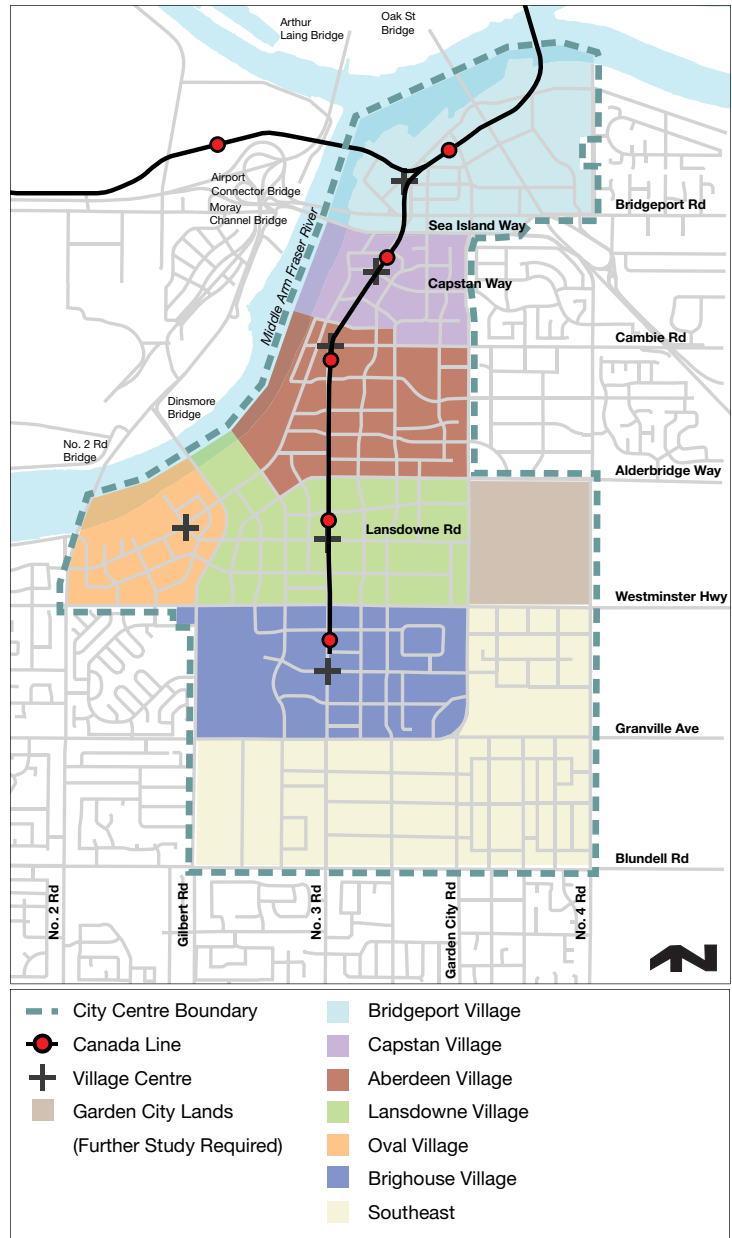 Arthur
Laing Bridge
Oak St
Bridge
Airport
Connector Bridge
Moray
Channel Bridge
Bridgeport Rd
Sea Island Way
Middle Arm Fraser River
Capstan Way
Cambie Rd
Dinsmore
Bridge
No. 2 Rd
Bridge
Alderbridge Way
Lansdowne Rd
Westminster Hwy
Granville Ave
Blundell Rd
No. 2 Rd
Gilbert Rd
No. 3 Rd
Garden City Rd
No. 4 Rd
N
City Centre Boundary
Canada Line
Village Centre
Garden City Lands
(Further Study Required)
Bridgeport Village
Capstan Village
Aberdeen Village
Lansdowne Village
Oval Village
Brighouse Village
Southeast